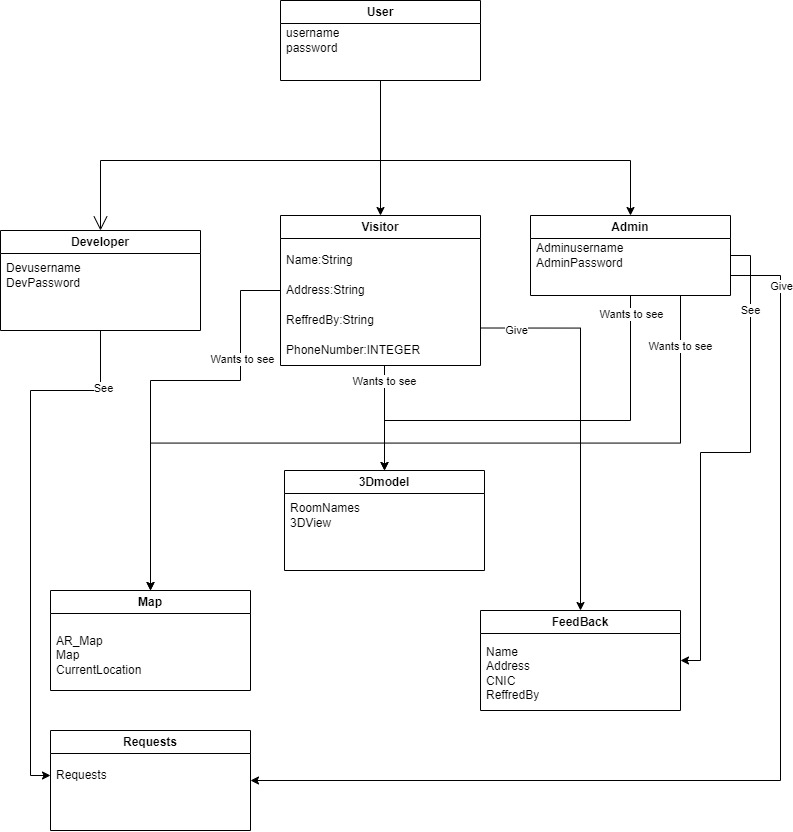 User
username
password
Developer
Devusername
DevPassword
Visitor
Name:String
Address:String
ReffredBy:String
PhoneNumber:INTEGER
Admin
Adminusername
AdminPassword
Give
See
Wants to see
Give
Wants to see
Wants to see
Wants to see
See
3Dmodel
RoomNames
3DView
Map
AR_Map
Map
CurrentLocation
FeedBack
Name
Address
CNIC
ReffredBy
Requests
Requests